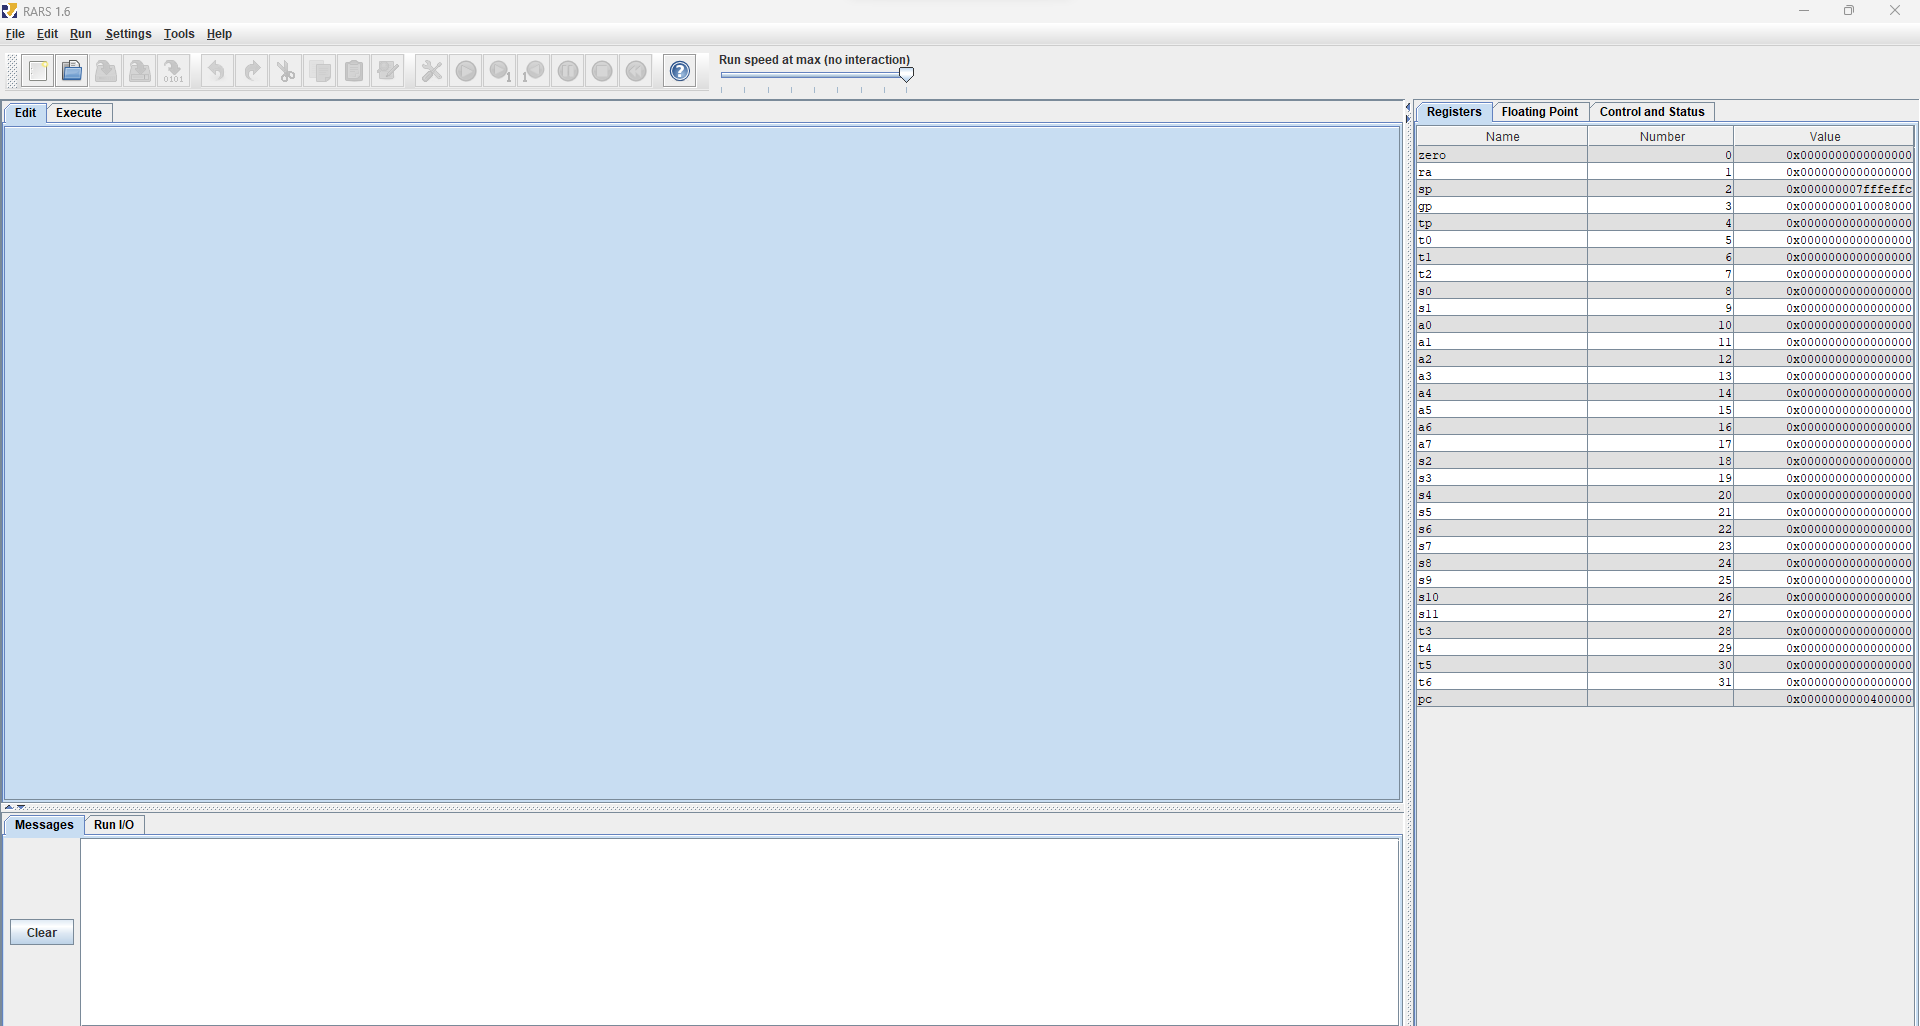 RARS 1.6
File Edit Run Settings Tools Help
Run speed at max (no interaction)
Edit Execute
Registers Floating Point Control and Status
Name Number Value
zero 0 0x0000000000000000
ra 1 0x0000000000000000
sp 2 0x000000007fffeffc
gp 3 0x0000000010008000
tp 4 0x0000000000000000
t0 5 0x0000000000000000
t1 6 0x0000000000000000
t2 7 0x0000000000000000
s0 8 0x0000000000000000
s1 9 0x0000000000000000
a0 10 0x0000000000000000
a1 11 0x0000000000000000
a2 12 0x0000000000000000
a3 13 0x0000000000000000
a4 14 0x0000000000000000
a5 15 0x0000000000000000
a6 16 0x0000000000000000
a7 17 0x0000000000000000
s2 18 0x0000000000000000
s3 19 0x0000000000000000
s4 20 0x0000000000000000
s5 21 0x0000000000000000
s6 22 0x0000000000000000
s7 23 0x0000000000000000
s8 24 0x0000000000000000
s9 25 0x0000000000000000
s10 26 0x0000000000000000
s11 27 0x0000000000000000
t3 28 0x0000000000000000
t4 29 0x0000000000000000
t5 30 0x0000000000000000
t6 31 0x0000000000000000
pc 0x0000000000400000
Messages Run I/O
Clear